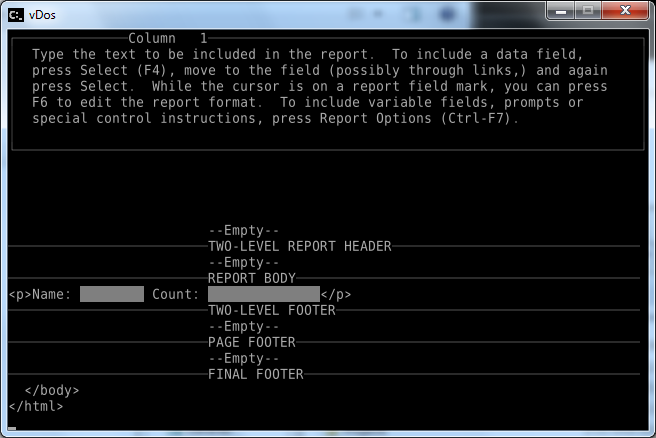 vDos
Column 1
Type the text to be included in the report. To include a data field,
press Select (F4), move to the field (possibly through links,) and again
press Select. While the cursor is on a report field mark, you can press
F6 to edit the report format. To include variable fields, prompts or
special control instructions, press Report Options (Ctrl-F7).
--Empty--
TWO-LEVEL REPORT HEADER
--Empty--
REPORT BODY
<p>Name: Count: </p>
TWO-LEVEL FOOTER
--Empty--
PAGE FOOTER
--Empty--
FINAL FOOTER
</body>
</html>